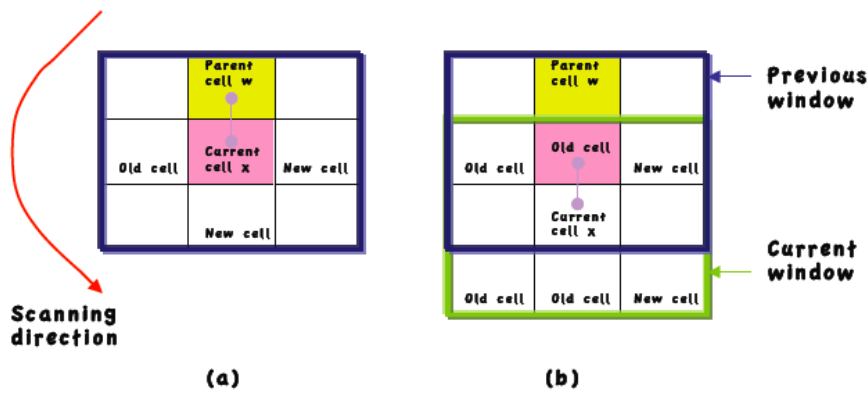 Parent
cell w
Old cell
Current
cell x
New cell
New cell
Scanning
direction
(a)
Parent
cell w
Previous
window
Old cell
Old cell
New cell
Current
cell x
Current
window
Old cell
Old cell
New cell
(b)